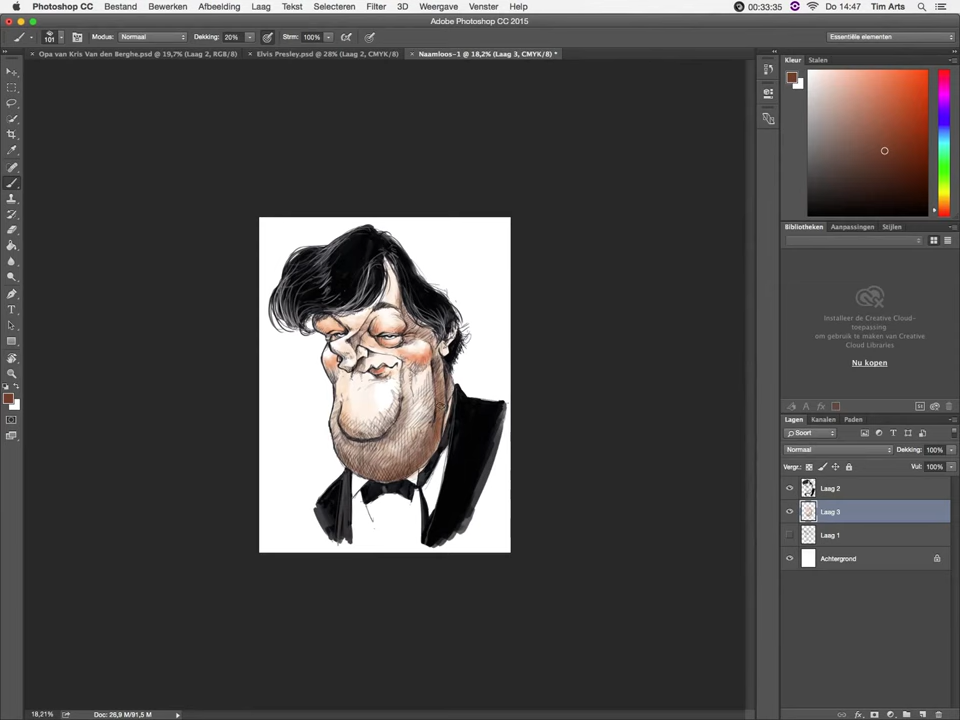 Photoshop CC Bestand Bewerken Afbeelding Laag Tekst Selecteren Filter 3D Weergave Venster Help 00:33:35 Do 14:47 Tim Arts
Adobe Photoshop CC 2015
101 Modus: Normaal Dekking: 20% Strm: 100% Essentiële elementen
× Opa van Kris Van den Berghe.psd @ 19,7% (Laag 2, RGB/8) × Elvis Presley.psd @ 28% (Laag 2, CMYK/8) × Naamloos-1 @ 18,2% (Laag 3, CMYK/8) *
Kleur Stalen
Bibliotheken Aanpassingen Stijlen
Installeer de Creative Cloud-
toepassing
om gebruik te maken van Creative
Cloud Libraries
Nu kopen
Lagen Kanalen Paden
Soort
Normaal Dekking: 100%
Vergr.: Vul: 100%
Laag 2
Laag 3
Laag 1
Achtergrond
18,21% Doc: 26,9 M/91,5 M